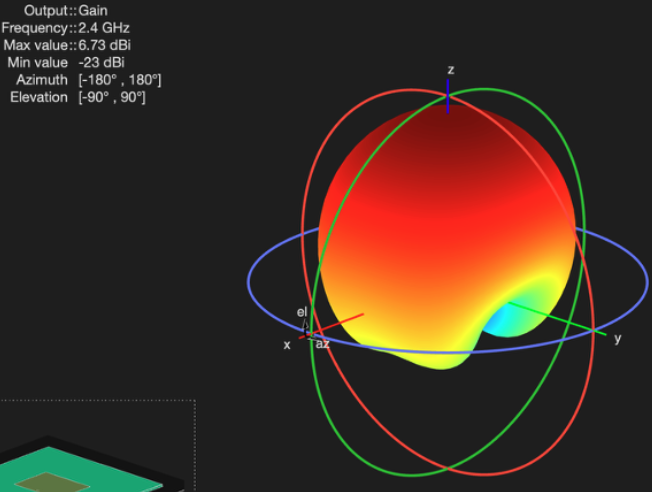 Output::Gain
Frequency::2.4 GHz
Max value::6.73 dBi
Min value -23 dBi
Azimuth [-180° , 180°]
Elevation [-90° , 90°]
z
el
x
az
y